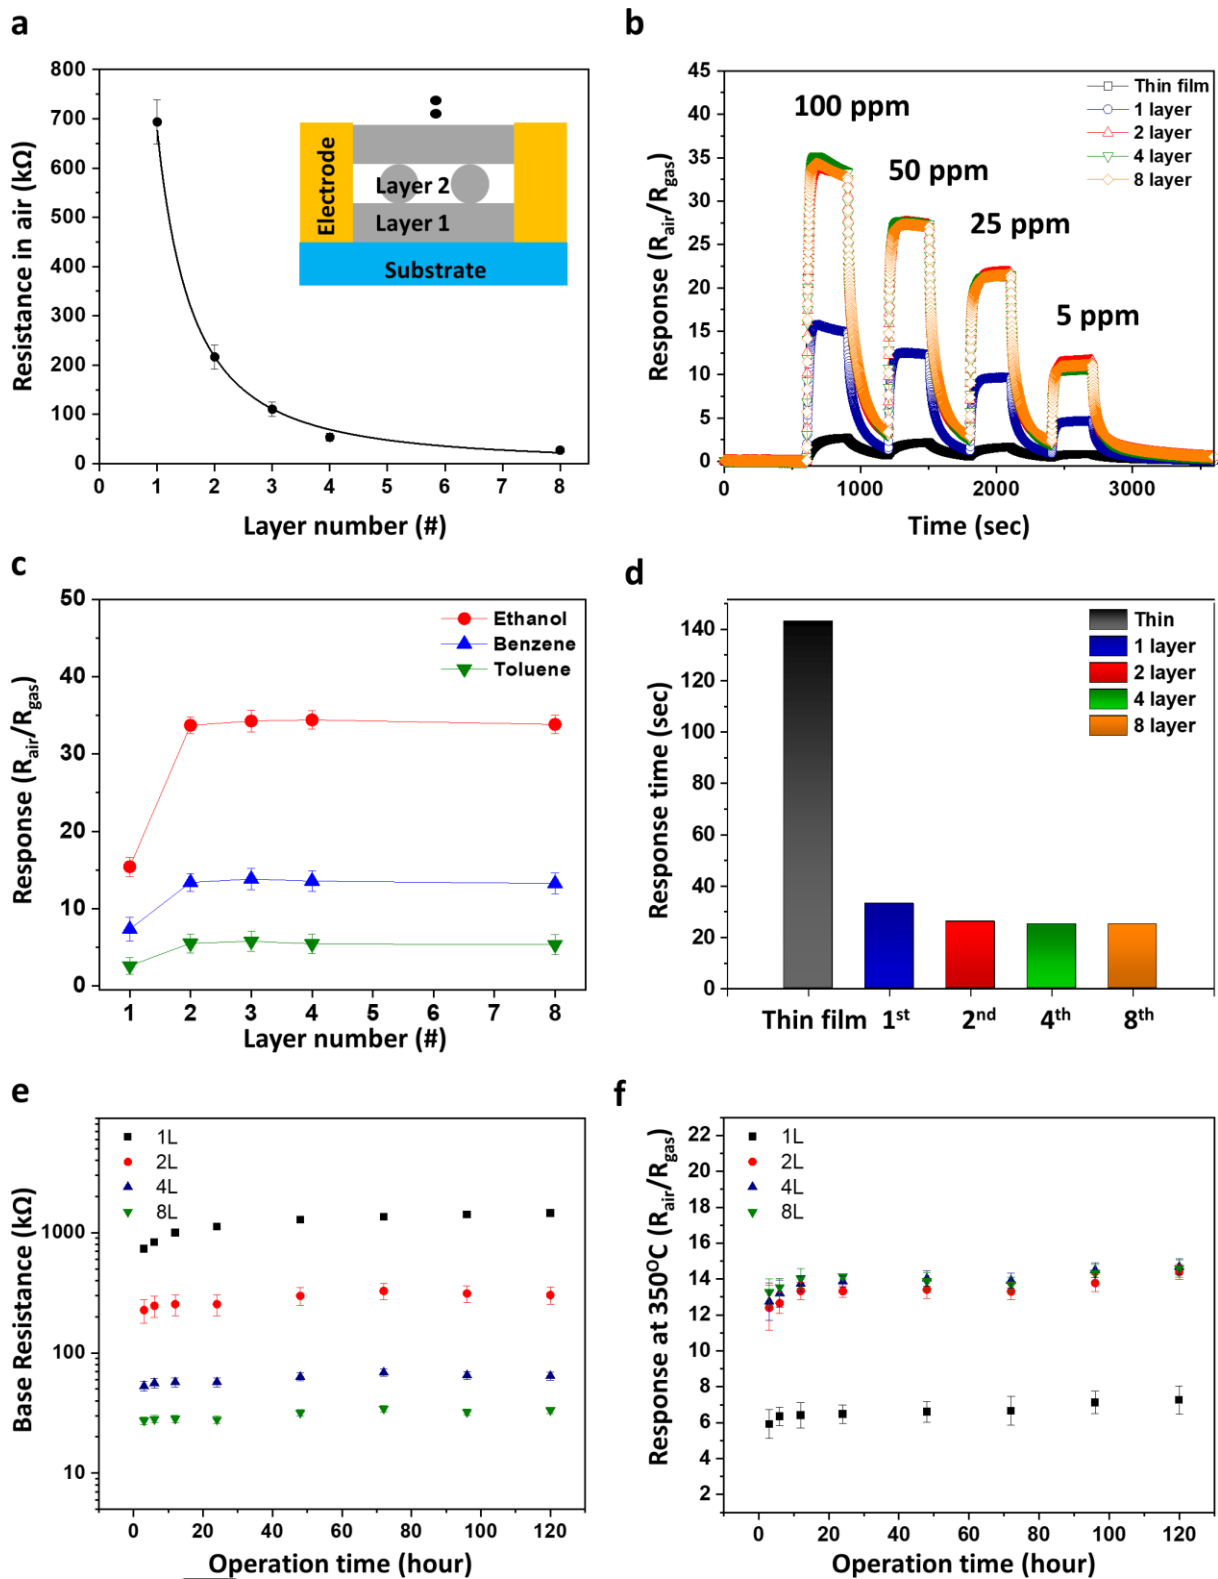 a
800
700
600
500
400
300
200
100
0
Resistance in air (kΩ)
0 1 2 3 4 5 6 7 8
Layer number (#)
Electrode
Layer 2
Layer 1
Substrate
b
45
40
35
30
25
20
15
10
5
0
Response (R_air/R_gas)
0 1000 2000 3000
Time (sec)
100 ppm
50 ppm
25 ppm
5 ppm
Thin film
1 layer
2 layer
4 layer
8 layer
c
50
40
30
20
10
0
Response (R_air/R_gas)
1 2 3 4 5 6 7 8
Layer number (#)
Ethanol
Benzene
Toluene
d
140
120
100
80
60
40
20
0
Response time (sec)
Thin film 1st 2nd 4th 8th
Thin
1 layer
2 layer
4 layer
8 layer
e
1000
100
10
Base Resistance (kΩ)
0 20 40 60 80 100 120
Operation time (hour)
1L
2L
4L
8L
f
22
20
18
16
14
12
10
8
6
4
2
Response at 350°C (R_air/R_gas)
0 20 40 60 80 100 120
Operation time (hour)
1L
2L
4L
8L